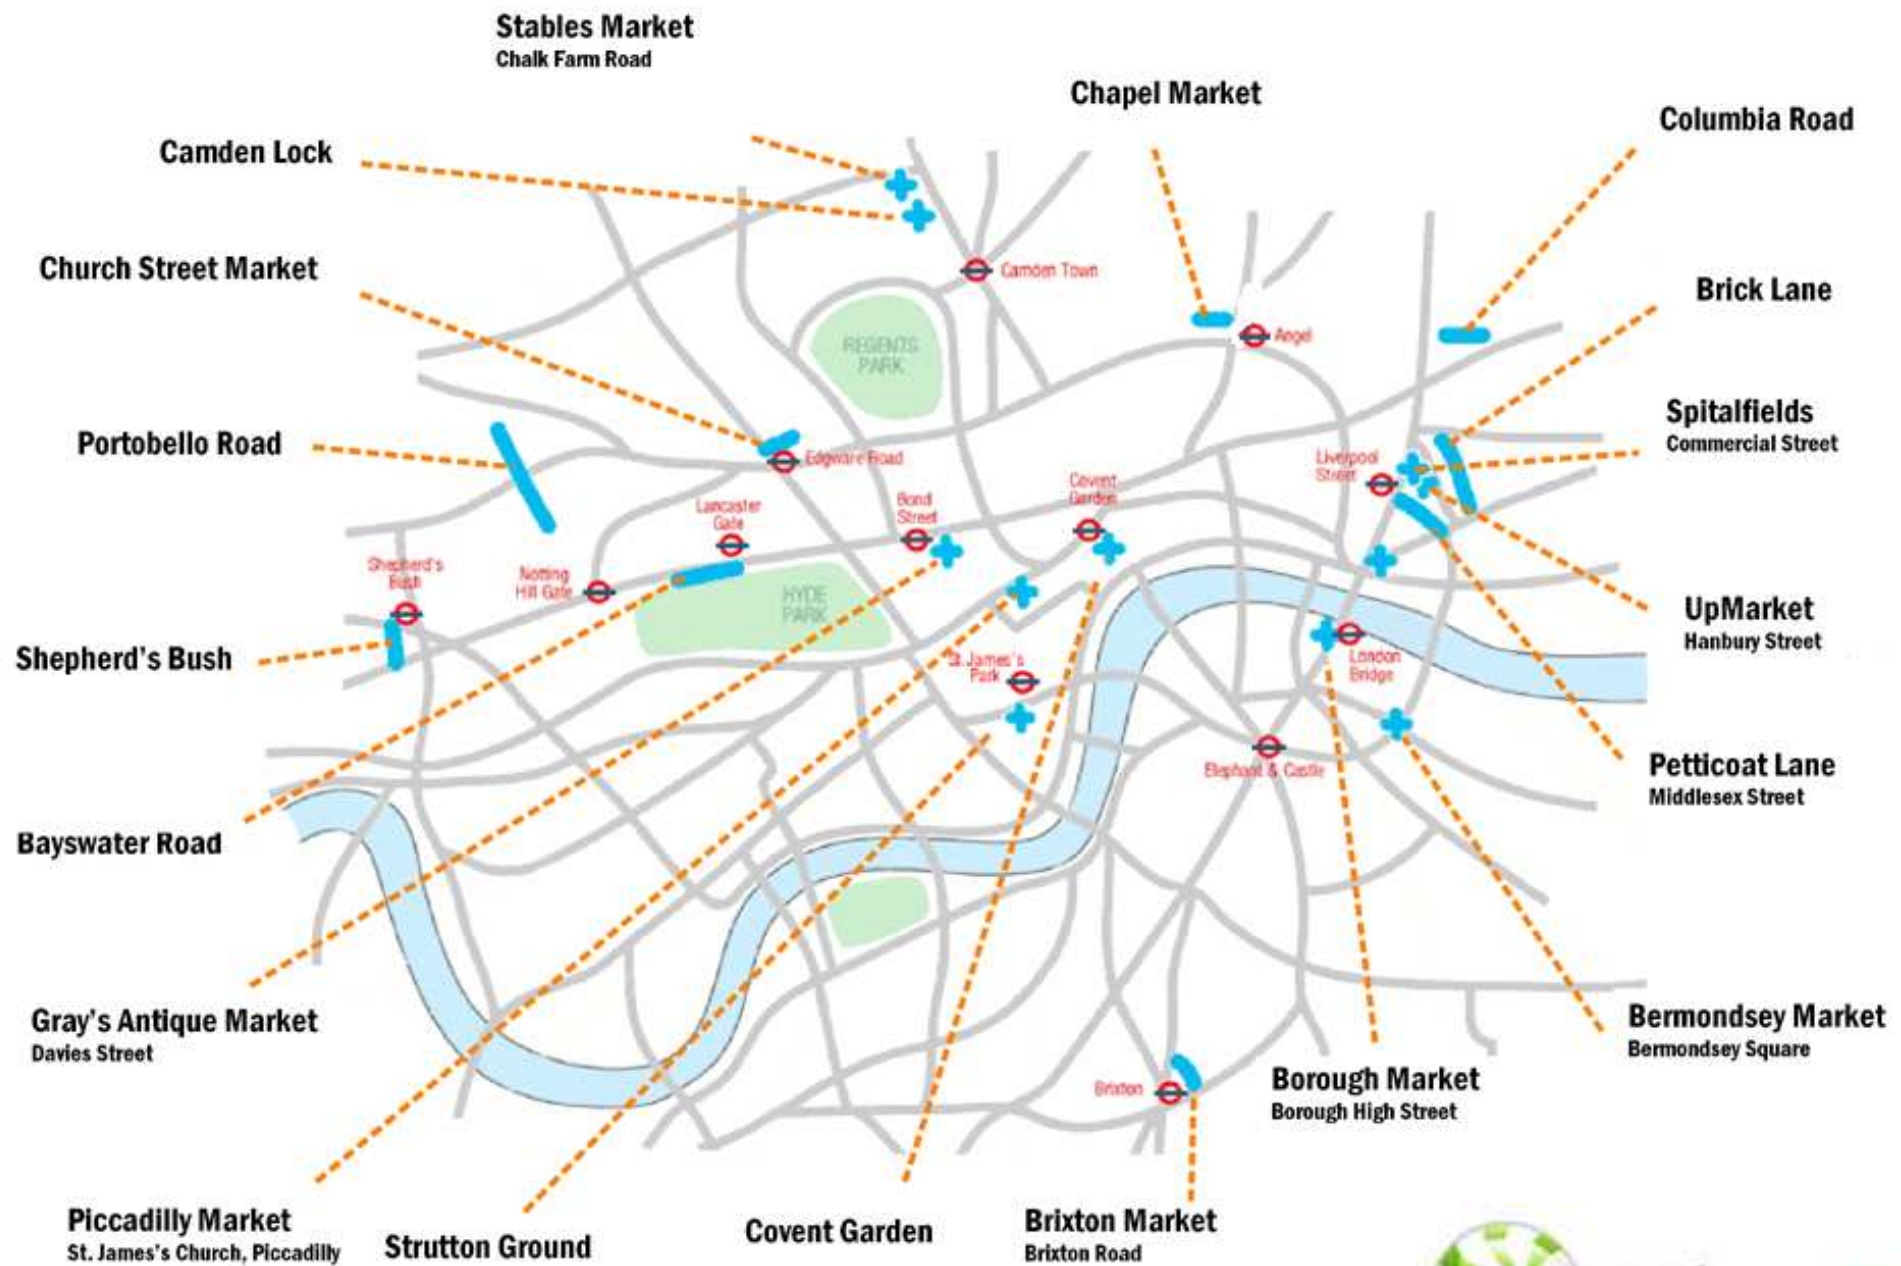 Stables Market
Chalk Farm Road
Chapel Market
Columbia Road
Camden Lock
Church Street Market
Camden Town
Brick Lane
Angel
REGENTS
PARK
Portobello Road
Spitalfields
Commercial Street
Edgware Road
Liverpool
Street
Covent
Garden
Bond
Street
Lancaster
Gate
Shepherd's
Bush
Notting
Hill Gate
HYDE
PARK
UpMarket
Hanbury Street
Shepherd's Bush
St. James's
Park
London
Bridge
Elephant & Castle
Petticoat Lane
Middlesex Street
Bayswater Road
Gray's Antique Market
Davies Street
Bermondsey Market
Bermondsey Square
Brixton
Borough Market
Borough High Street
Piccadilly Market
St. James's Church, Piccadilly
Strutton Ground
Covent Garden
Brixton Market
Brixton Road